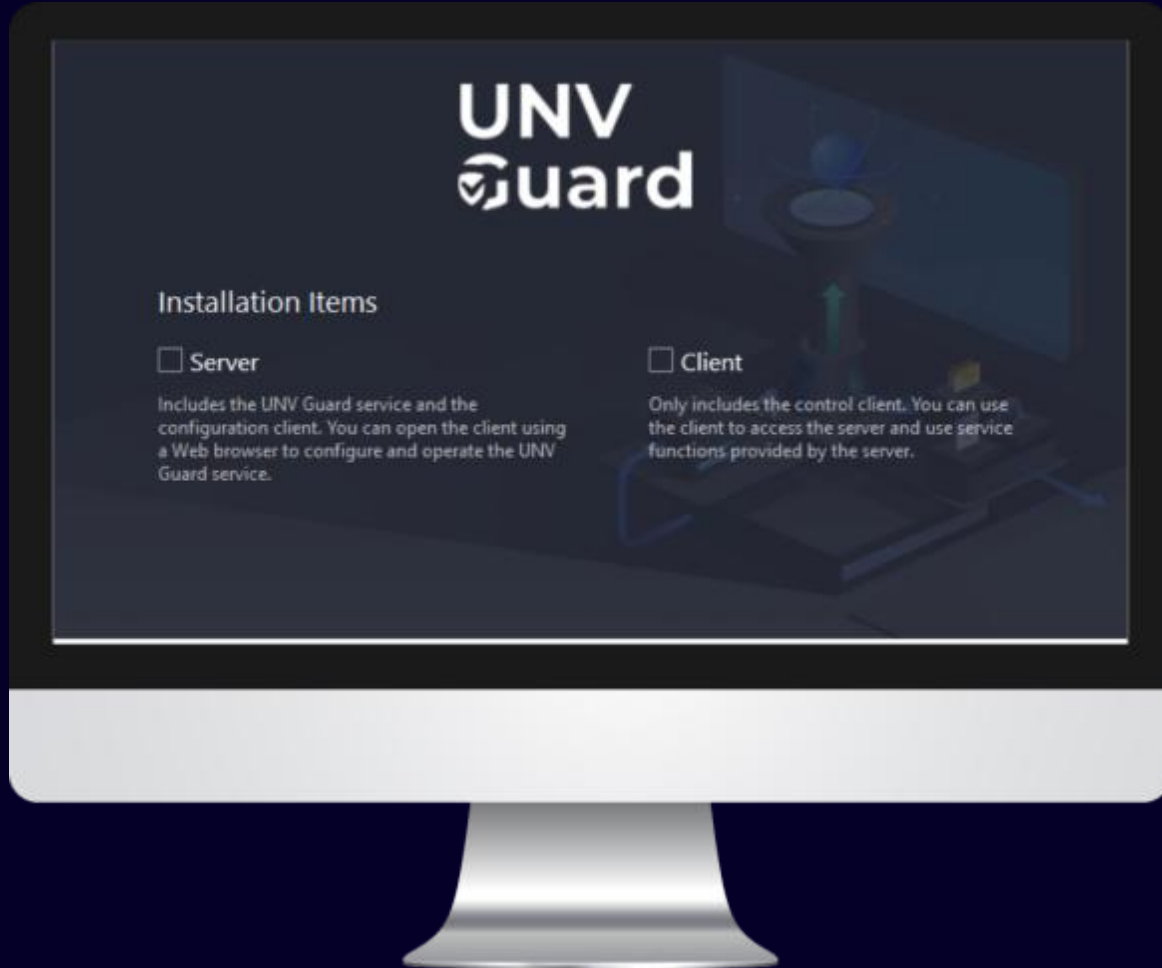 UNV
Guard
Installation Items
Server
Includes the UNV Guard service and the
configuration client. You can open the client using
a Web browser to configure and operate the UNV
Guard service.
Client
Only includes the control client. You can use
the client to access the server and use service
functions provided by the server.